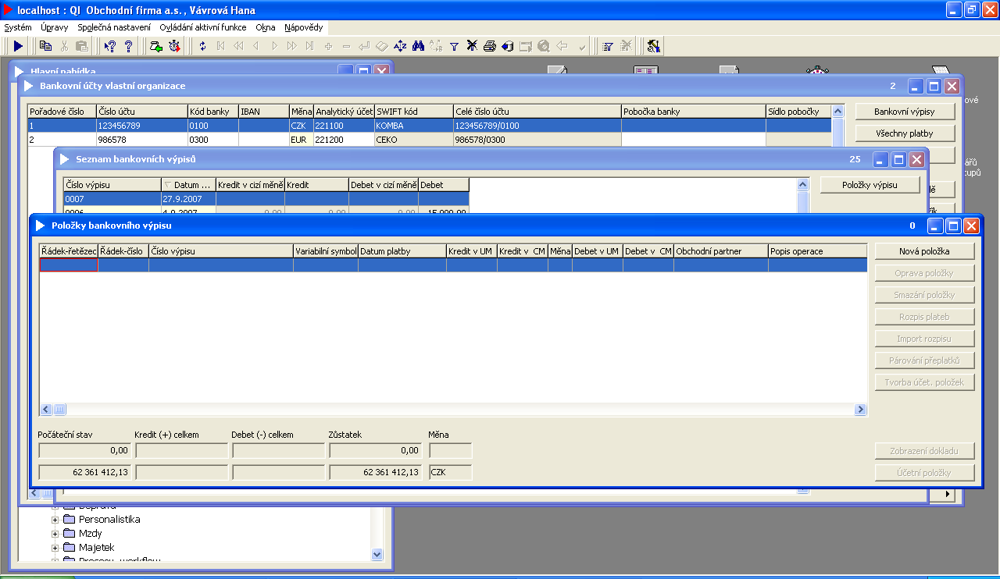 localhost : QI  Obchodní firma a.s. , Vávrová Hana
Systém Úpravy Společná nastavení Ovládání aktivní funkce Okna Nápovědy
Hlavní nabídka
Bankovní účty vlastní organizace 2
Pořadové číslo Číslo účtu Kód banky IBAN Měna Analytický účet SWIFT kód Celé číslo účtu Pobočka banky Sídlo pobočky
Bankovní výpisy
1 123456789 0100 CZK 221100 KOMBA 123456789/0100
Všechny platby
2 986578 0300 EUR 221200 CEKO 986578/0300
Seznam bankovních výpisů 25
Číslo výpisu Datum ... Kredit v cizí měně Kredit Debet v cizí měně Debet
Položky výpisu
0007 27.9.2007
0006 4.9.2007 0,00 0,00 0,00 15 000,00
Položky bankovního výpisu 0
Řádek-řetězec Řádek-číslo Číslo výpisu Variabilní symbol Datum platby Kredit v UM Kredit v  CM Měna Debet v UM Debet v  CM Obchodní partner Popis operace
Nová položka
Oprava položky
Smazání položky
Rozpis plateb
Import rozpisu
Párování přeplatků
Tvorba účet. položek
Počáteční stav Kredit (+) celkem Debet (-) celkem Zůstatek Měna
0,00 0,00
Zobrazení dokladu
62 361 412,13 62 361 412,13 CZK
Účetní položky
Doprava
Personalistika
Mzdy
Majetek
Procesy, workflow